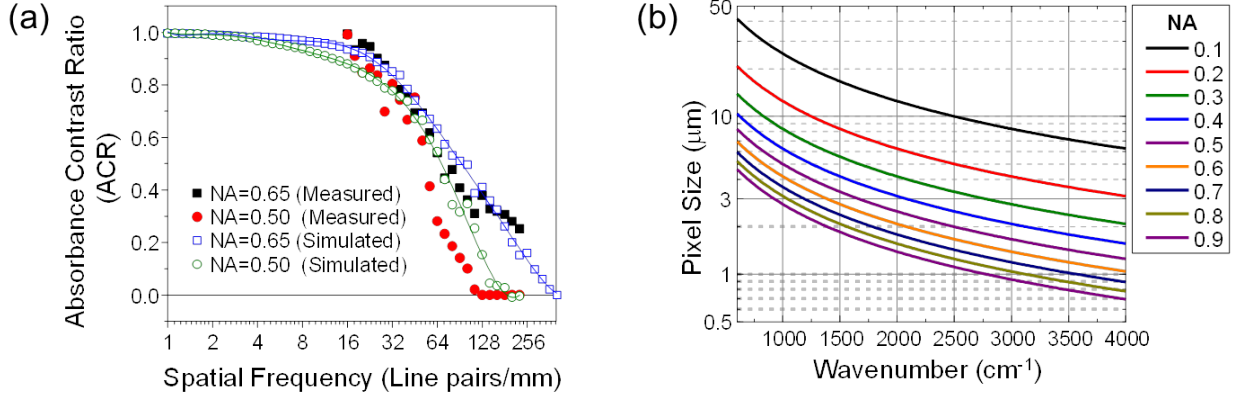 (a)
Absorbance Contrast Ratio
(ACR)
1.0
0.8
0.6
0.4
0.2
0.0
NA=0.65 (Measured)
NA=0.50 (Measured)
NA=0.65 (Simulated)
NA=0.50 (Simulated)
1 2 4 8 16 32 64 128 256
Spatial Frequency (Line pairs/mm)
(b)
Pixel Size (μm)
50
10
3
1
0.5
1000 1500 2000 2500 3000 3500 4000
Wavenumber (cm⁻¹)
NA
0.1
0.2
0.3
0.4
0.5
0.6
0.7
0.8
0.9